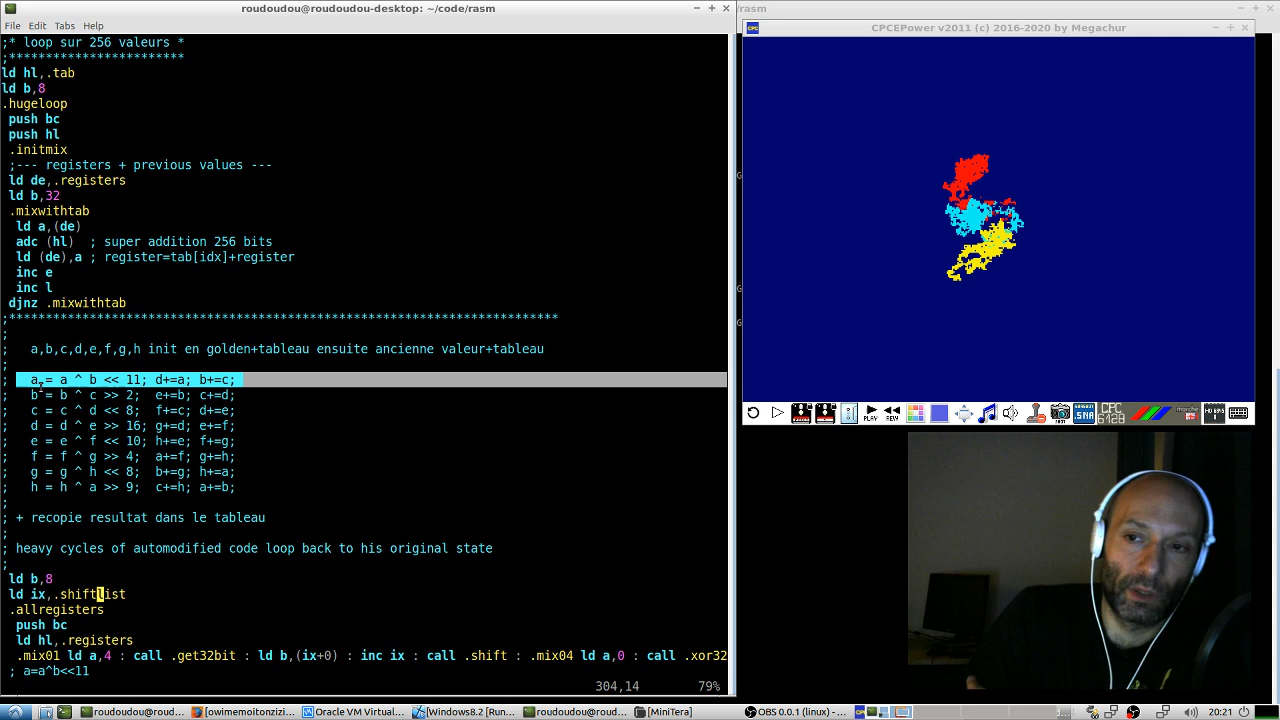 roudoudou@roudoudou-desktop: ~/code/rasm
/rasm
File Edit Tabs Help
CPCEPower v2011 (c) 2016-2020 by Megachur
;* loop sur 256 valeurs *
;************************
ld hl,.tab
ld b,8
.hugeloop
push bc
push hl
.initmix
;--- registers + previous values ---
ld de,.registers
ld b,32
.mixwithtab
ld a,(de)
adc (hl) ; super addition 256 bits
ld (de),a ; register=tab[idx]+register
inc e
inc l
djnz .mixwithtab
;***************************************************************************
;
; a,b,c,d,e,f,g,h init en golden+tableau ensuite ancienne valeur+tableau
;
; a = a ^ b << 11; d+=a; b+=c;
; b = b ^ c >> 2; e+=b; c+=d;
; c = c ^ d << 8; f+=c; d+=e;
; d = d ^ e >> 16; g+=d; e+=f;
; e = e ^ f << 10; h+=e; f+=g;
; f = f ^ g >> 4; a+=f; g+=h;
; g = g ^ h << 8; b+=g; h+=a;
; h = h ^ a >> 9; c+=h; a+=b;
;
; + recopie resultat dans le tableau
;
; heavy cycles of automodified code loop back to his original state
;
ld b,8
ld ix,.shiftlist
.allregisters
push bc
ld hl,.registers
.mix01 ld a,4 : call .get32bit : ld b,(ix+0) : inc ix : call .shift : .mix04 ld a,0 : call .xor32
; a=a^b<<11
304,14 79%
PLAY REW SNA CPC 6128 marche
roudoudou@roud... [owimemoitonzizi... Oracle VM Virtual... [Windows8.2 [Run... roudoudou@roud... [MiniTera] OBS 0.0.1 (linux) - ... 20:21